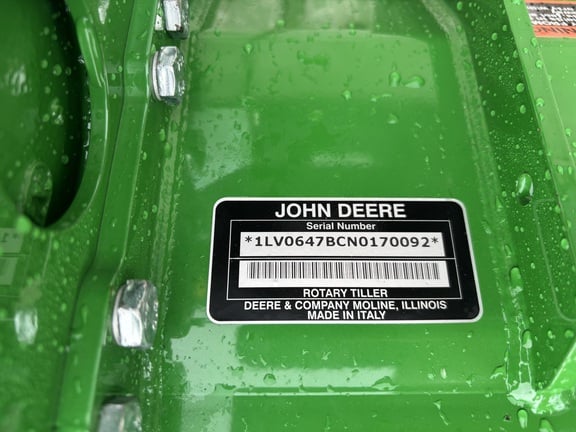 JOHN DEERE
Serial Number
*1LV0647BCN0170092*
ROTARY TILLER
DEERE & COMPANY MOLINE, ILLINOIS
MADE IN ITALY